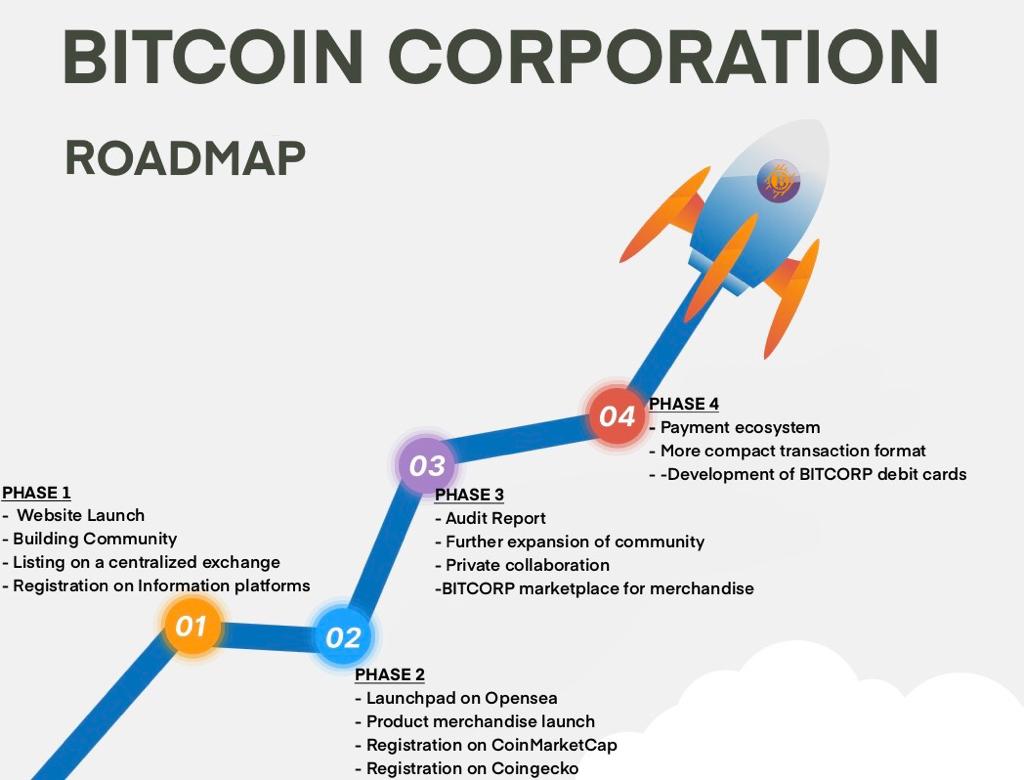 BITCOIN CORPORATION
ROADMAP
PHASE 1
- Website Launch
- Building Community
- Listing on a centralized exchange
- Registration on Information platforms
01
02
PHASE 2
- Launchpad on Opensea
- Product merchandise launch
- Registration on CoinMarketCap
- Registration on Coingecko
03
PHASE 3
- Audit Report
- Further expansion of community
- Private collaboration
-BITCORP marketplace for merchandise
04
PHASE 4
- Payment ecosystem
- More compact transaction format
- -Development of BITCORP debit cards